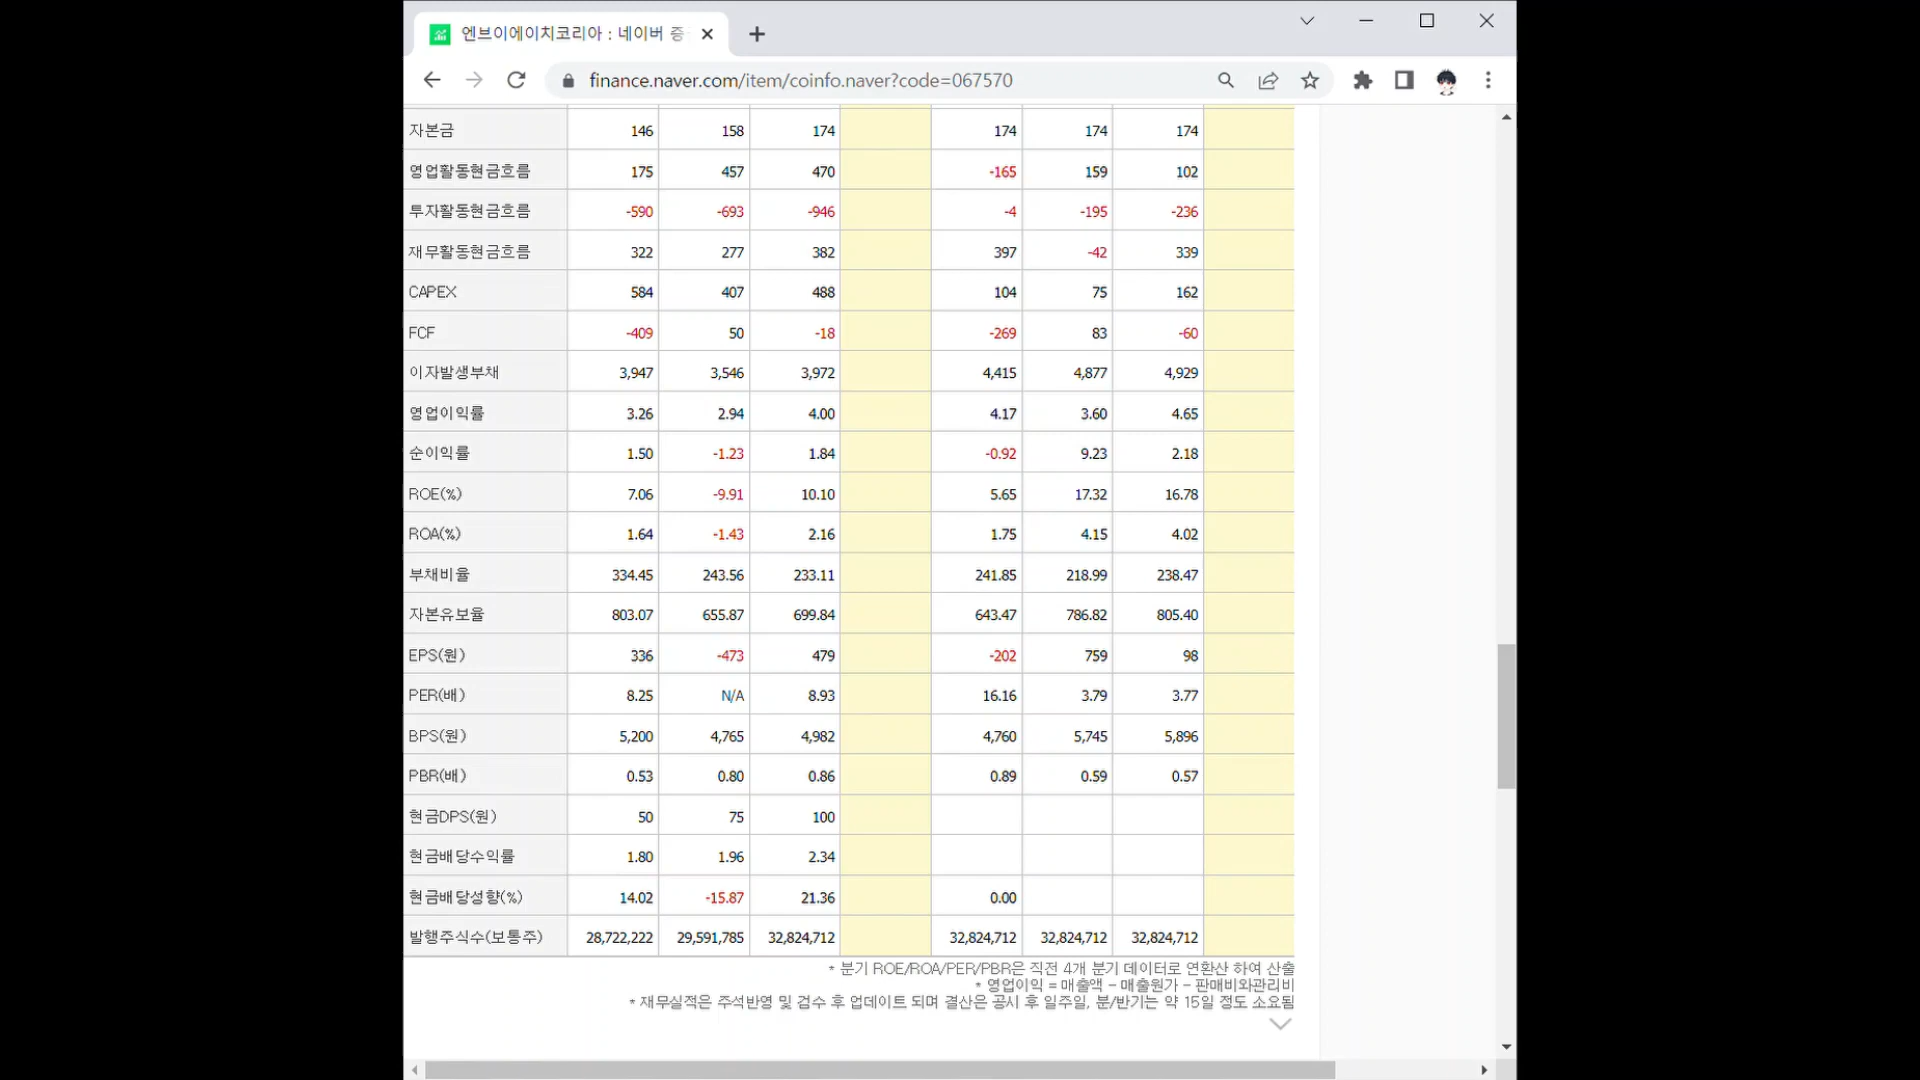 엔브이에이치코리아 : 네이버 증
finance.naver.com/item/coinfo.naver?code=067570
자본금 146 158 174 174 174 174
영업활동현금흐름 175 457 470 -165 159 102
투자활동현금흐름 -590 -693 -946 -4 -195 -236
재무활동현금흐름 322 277 382 397 -42 339
CAPEX 584 407 488 104 75 162
FCF -409 50 -18 -269 83 -60
이자발생부채 3,947 3,546 3,972 4,415 4,877 4,929
영업이익률 3.26 2.94 4.00 4.17 3.60 4.65
순이익률 1.50 -1.23 1.84 -0.92 9.23 2.18
ROE(%) 7.06 -9.91 10.10 5.65 17.32 16.78
ROA(%) 1.64 -1.43 2.16 1.75 4.15 4.02
부채비율 334.45 243.56 233.11 241.85 218.99 238.47
자본유보율 803.07 655.87 699.84 643.47 786.82 805.40
EPS(원) 336 -473 479 -202 759 98
PER(배) 8.25 N/A 8.93 16.16 3.79 3.77
BPS(원) 5,200 4,765 4,982 4,760 5,745 5,896
PBR(배) 0.53 0.80 0.86 0.89 0.59 0.57
현금DPS(원) 50 75 100
현금배당수익률 1.80 1.96 2.34
현금배당성향(%) 14.02 -15.87 21.36 0.00
발행주식수(보통주) 28,722,222 29,591,785 32,824,712 32,824,712 32,824,712 32,824,712
* 분기 ROE/ROA/PER/PBR은 직전 4개 분기 데이터로 연환산 하여 산출
* 영업이익 = 매출액 - 매출원가 - 판매비와관리비
* 재무실적은 주석반영 및 검수 후 업데이트 되며 결산은 공시 후 일주일, 분/반기는 약 15일 정도 소요됨